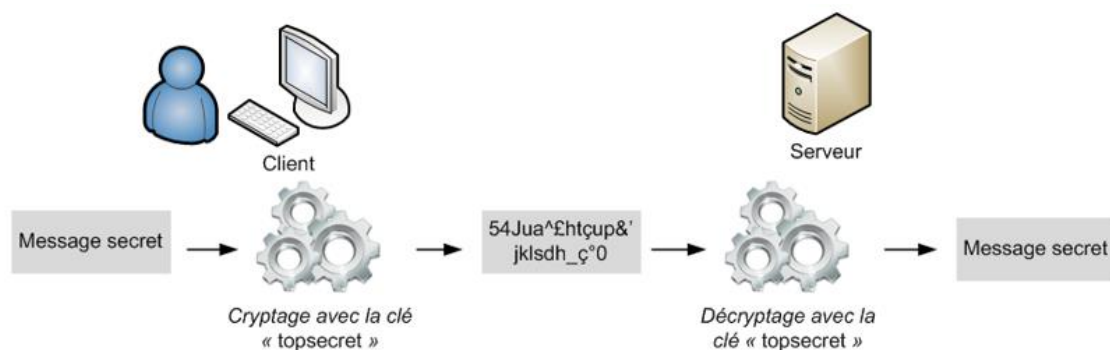 Client
Serveur
Message secret
54Jua^£htçup&’
jklsdh_ç°0
Message secret
Cryptage avec la clé
« topsecret »
Décryptage avec la
clé « topsecret »